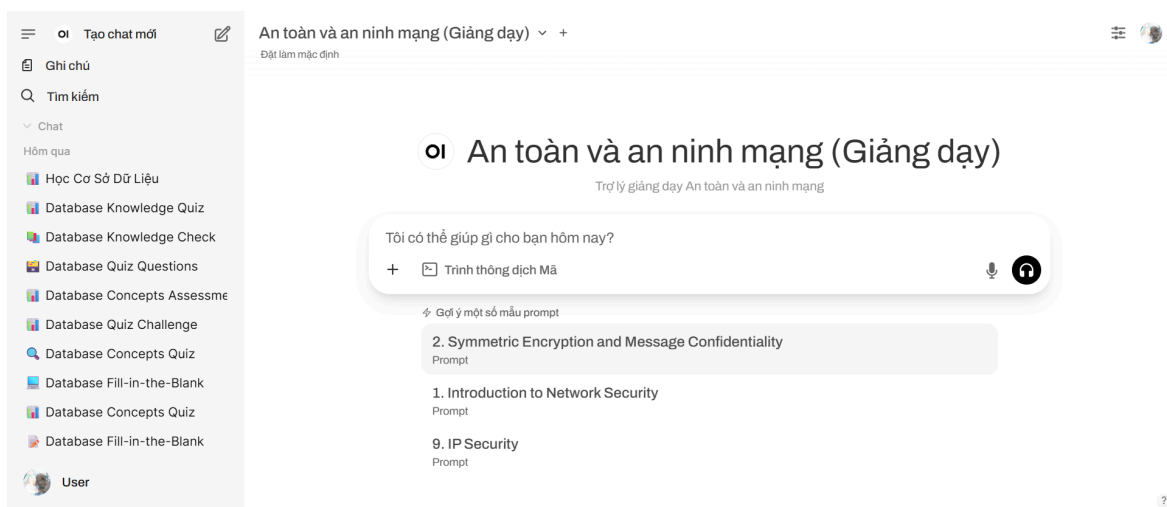 OI Tạo chat mới
Ghi chú
Tìm kiếm
Chat
Hôm qua
Học Cơ Sở Dữ Liệu
Database Knowledge Quiz
Database Knowledge Check
Database Quiz Questions
Database Concepts Assessme
Database Quiz Challenge
Database Concepts Quiz
Database Fill-in-the-Blank
Database Concepts Quiz
Database Fill-in-the-Blank
User
An toàn và an ninh mạng (Giảng dạy)
Đặt làm mặc định
OI An toàn và an ninh mạng (Giảng dạy)
Trợ lý giảng dạy An toàn và an ninh mạng
Tôi có thể giúp gì cho bạn hôm nay?
+ Trình thông dịch Mã
Gợi ý một số mẫu prompt
2. Symmetric Encryption and Message Confidentiality
Prompt
1. Introduction to Network Security
Prompt
9. IP Security
Prompt
?